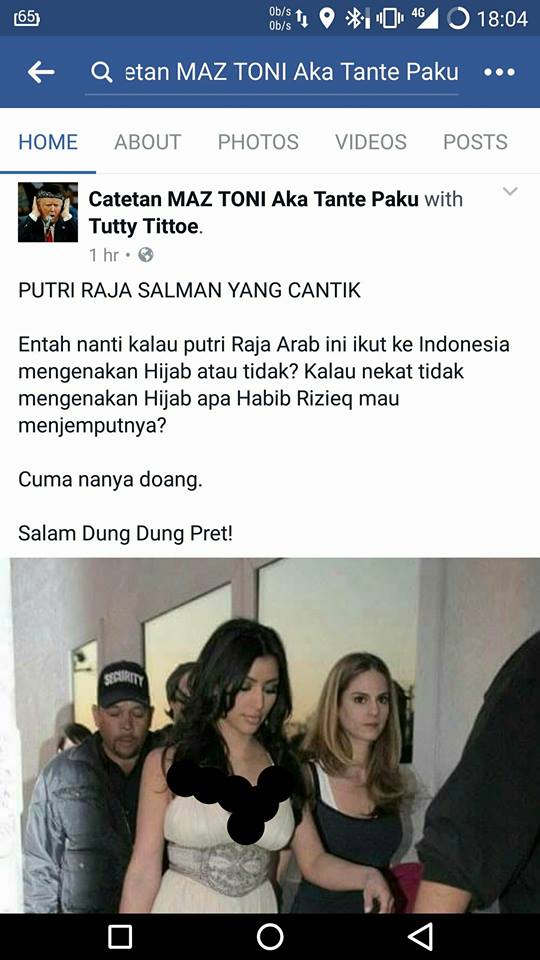 65
0b/s
0b/s
4G
18:04
etan MAZ TONI Aka Tante Paku
HOME ABOUT PHOTOS VIDEOS POSTS
Catetan MAZ TONI Aka Tante Paku with
Tutty Tittoe.
1 hr •
PUTRI RAJA SALMAN YANG CANTIK
Entah nanti kalau putri Raja Arab ini ikut ke Indonesia
mengenakan Hijab atau tidak? Kalau nekat tidak
mengenakan Hijab apa Habib Rizieq mau
menjemputnya?
Cuma nanya doang.
Salam Dung Dung Pret!
SECURITY